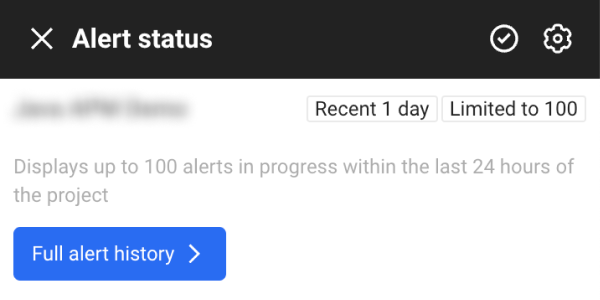 Alert status
Recent 1 day Limited to 100
Displays up to 100 alerts in progress within the last 24 hours of
the project
Full alert history